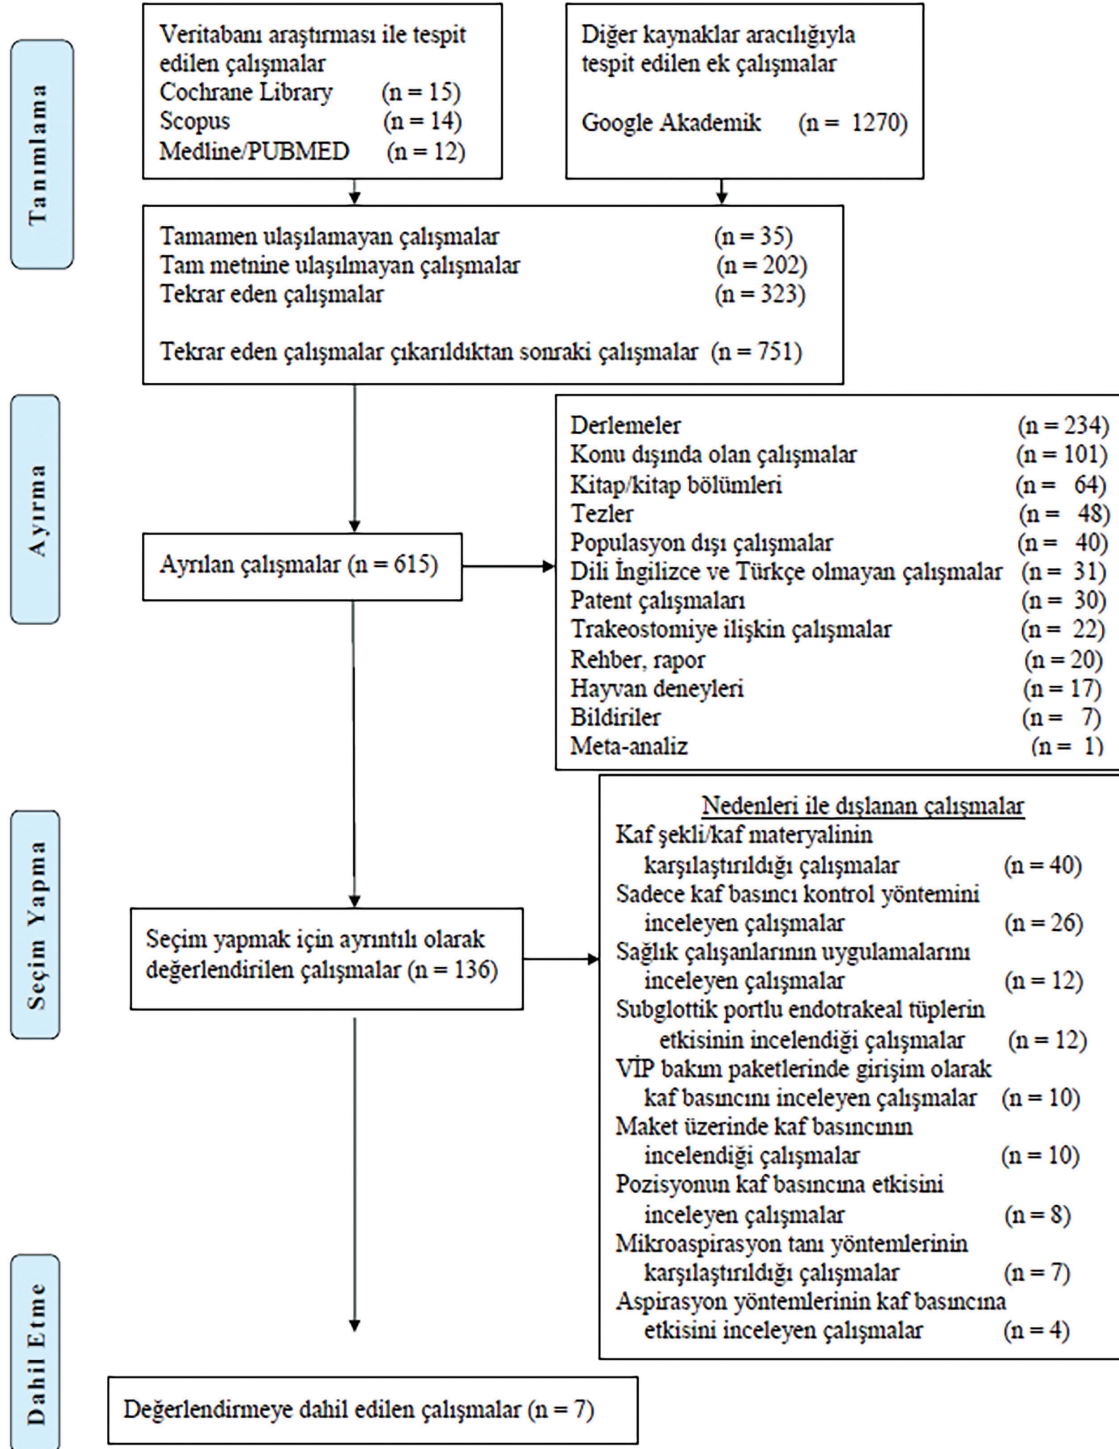 Tanımlama
Veritabanı araştırması ile tespit
edilen çalışmalar
Cochrane Library (n = 15)
Scopus (n = 14)
Medline/PUBMED (n = 12)
Diğer kaynaklar aracılığıyla
tespit edilen ek çalışmalar
Google Akademik (n = 1270)
Tamamen ulaşılamayan çalışmalar (n = 35)
Tam metnine ulaşılmayan çalışmalar (n = 202)
Tekrar eden çalışmalar (n = 323)
Tekrar eden çalışmalar çıkarıldıktan sonraki çalışmalar (n = 751)
Ayırma
Ayrılan çalışmalar (n = 615)
Derlemeler (n = 234)
Konu dışında olan çalışmalar (n = 101)
Kitap/kitap bölümleri (n = 64)
Tezler (n = 48)
Populasyon dışı çalışmalar (n = 40)
Dili İngilizce ve Türkçe olmayan çalışmalar (n = 31)
Patent çalışmaları (n = 30)
Trakeostomiye ilişkin çalışmalar (n = 22)
Rehber, rapor (n = 20)
Hayvan deneyleri (n = 17)
Bildiriler (n = 7)
Meta-analiz (n = 1)
Seçim Yapma
Seçim yapmak için ayrıntılı olarak
değerlendirilen çalışmalar (n = 136)
Nedenleri ile dışlanan çalışmalar
Kaf şekli/kaf materyalinin
karşılaştırıldığı çalışmalar (n = 40)
Sadece kaf basıncı kontrol yöntemini
inceleyen çalışmalar (n = 26)
Sağlık çalışanlarının uygulamalarını
inceleyen çalışmalar (n = 12)
Subglottik portlu endotrakeal tüplerin
etkisinin incelendiği çalışmalar (n = 12)
VİP bakım paketlerinde girişim olarak
kaf basıncını inceleyen çalışmalar (n = 10)
Maket üzerinde kaf basıncının
incelendiği çalışmalar (n = 10)
Pozisyonun kaf basıncına etkisini
inceleyen çalışmalar (n = 8)
Mikroaspirasyon tanı yöntemlerinin
karşılaştırıldığı çalışmalar (n = 7)
Aspirasyon yöntemlerinin kaf basıncına
etkisini inceleyen çalışmalar (n = 4)
Dahil Etme
Değerlendirmeye dahil edilen çalışmalar (n = 7)